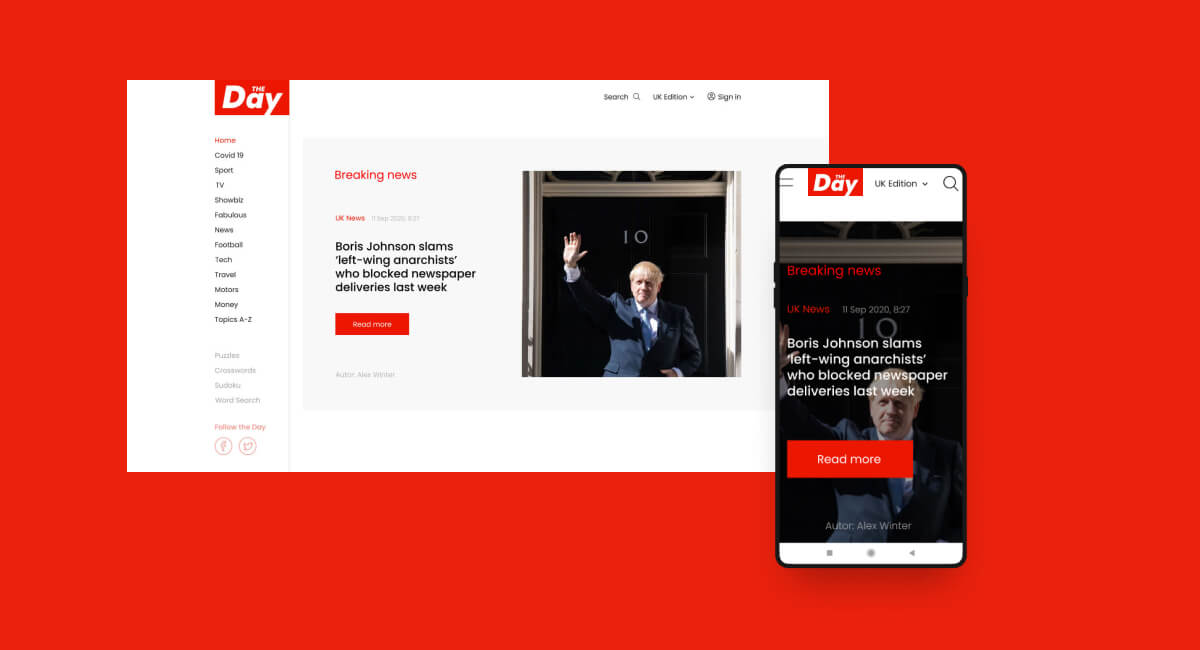 THE
Day
Search
UK Edition
Sign in
Home
Covid 19
Sport
TV
Showbiz
Fabulous
News
Football
Tech
Travel
Motors
Money
Topics A-Z
Puzzles
Crosswords
Sudoku
Word Search
Follow the Day
Breaking news
UK News 11 Sep 2020, 8:27
Boris Johnson slams
‘left-wing anarchists’
who blocked newspaper
deliveries last week
Read more
Autor: Alex Winter
10
THE
Day
UK Edition
Breaking news
UK News 11 Sep 2020, 8:27
10
Boris Johnson slams
‘left-wing anarchists’
who blocked newspaper
deliveries last week
Read more
Autor: Alex Winter